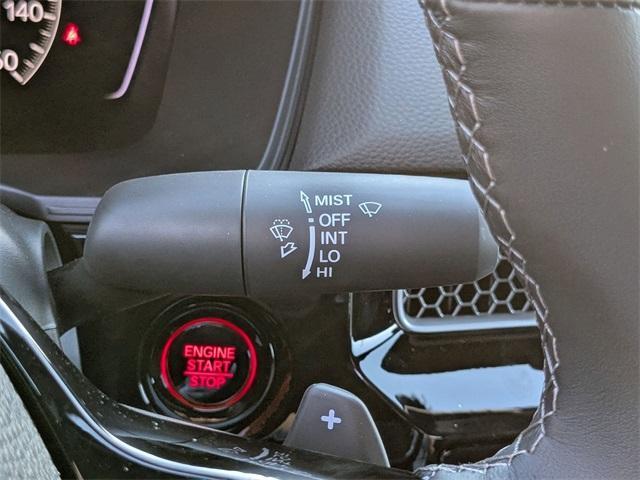 140
MIST
OFF
INT
LO
HI
ENGINE
START
STOP
+